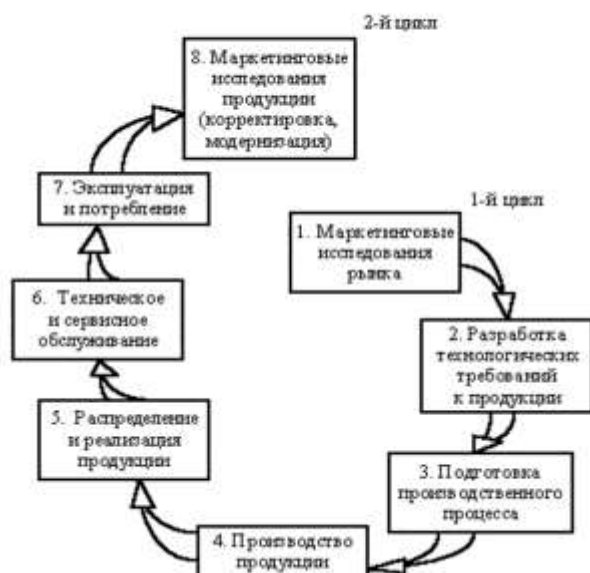 2-й цикл
8. Маркетинговые
исследования
продукции
(корректировка,
модернизация)
7. Эксплуатация
и потребление
1-й цикл
1. Маркетинговые
исследования
рынка
6. Техническое
и сервисное
обслуживание
2. Разработка
технологических
требований
к продукции
5. Распределение
и реализация
продукции
3. Подготовка
производственного
процесса
4. Производство
продукции